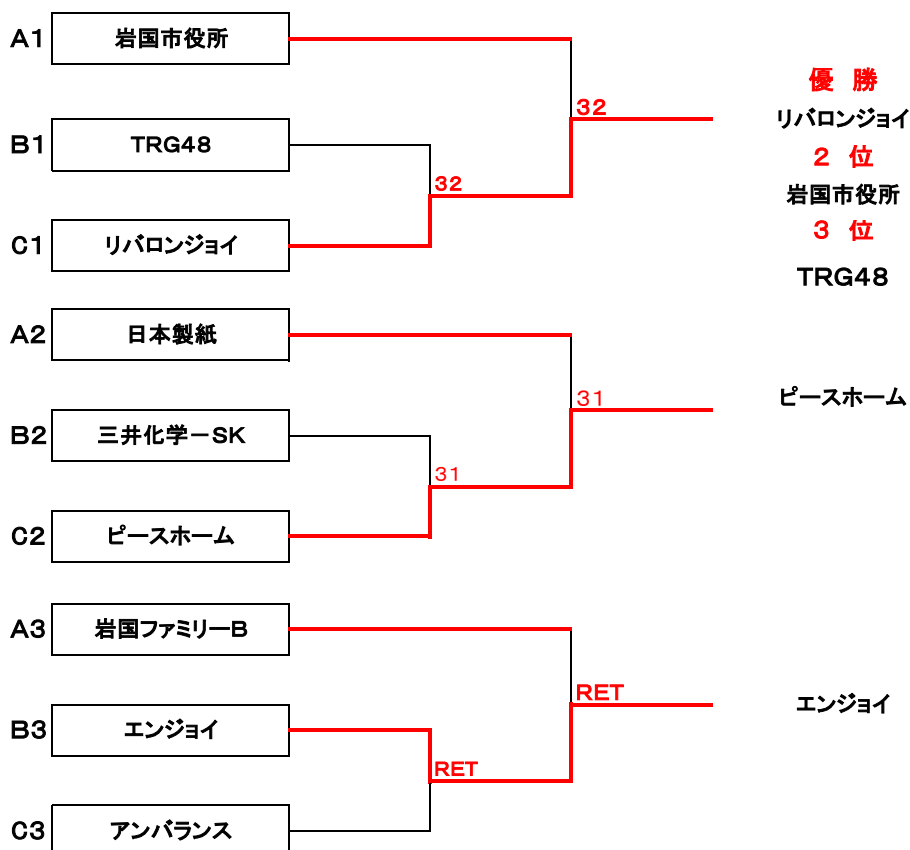 A1 岩国市役所
優 勝
32
リバロンジョイ
B1 TRG48
2 位
32
岩国市役所
3 位
C1 リバロンジョイ
TRG48
A2 日本製紙
31
ピースホーム
B2 三井化学－SK
31
C2 ピースホーム
A3 岩国ファミリーB
RET
エンジョイ
B3 エンジョイ
RET
C3 アンバランス